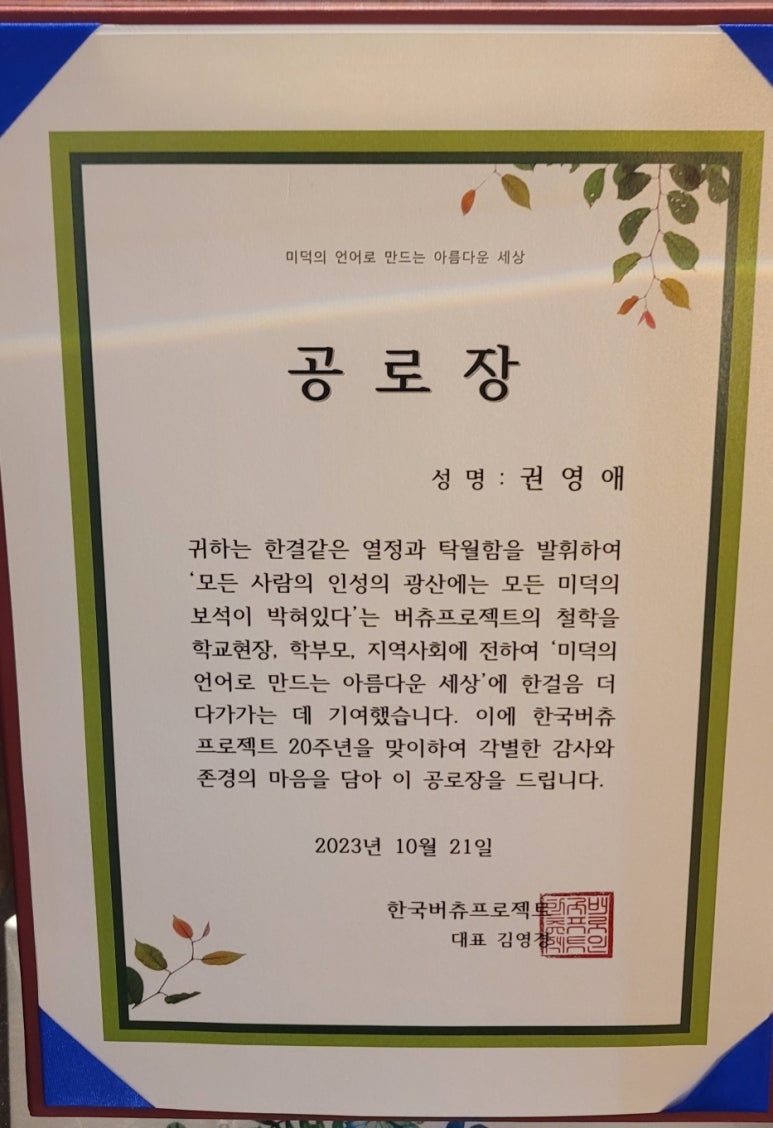 미덕의 언어로 만드는 아름다운 세상
공 로 장
성 명 : 권 영 애
귀하는 한결같은 열정과 탁월함을 발휘하여
‘모든 사람의 인성의 광산에는 모든 미덕의
보석이 박혀있다’는 버츄프로젝트의 철학을
학교현장, 학부모, 지역사회에 전하여 ‘미덕의
언어로 만드는 아름다운 세상’에 한걸음 더
다가가는 데 기여했습니다. 이에 한국버츄
프로젝트 20주년을 맞이하여 각별한 감사와
존경의 마음을 담아 이 공로장을 드립니다.
2023년 10월 21일
한국버츄프로젝트
대표 김영경